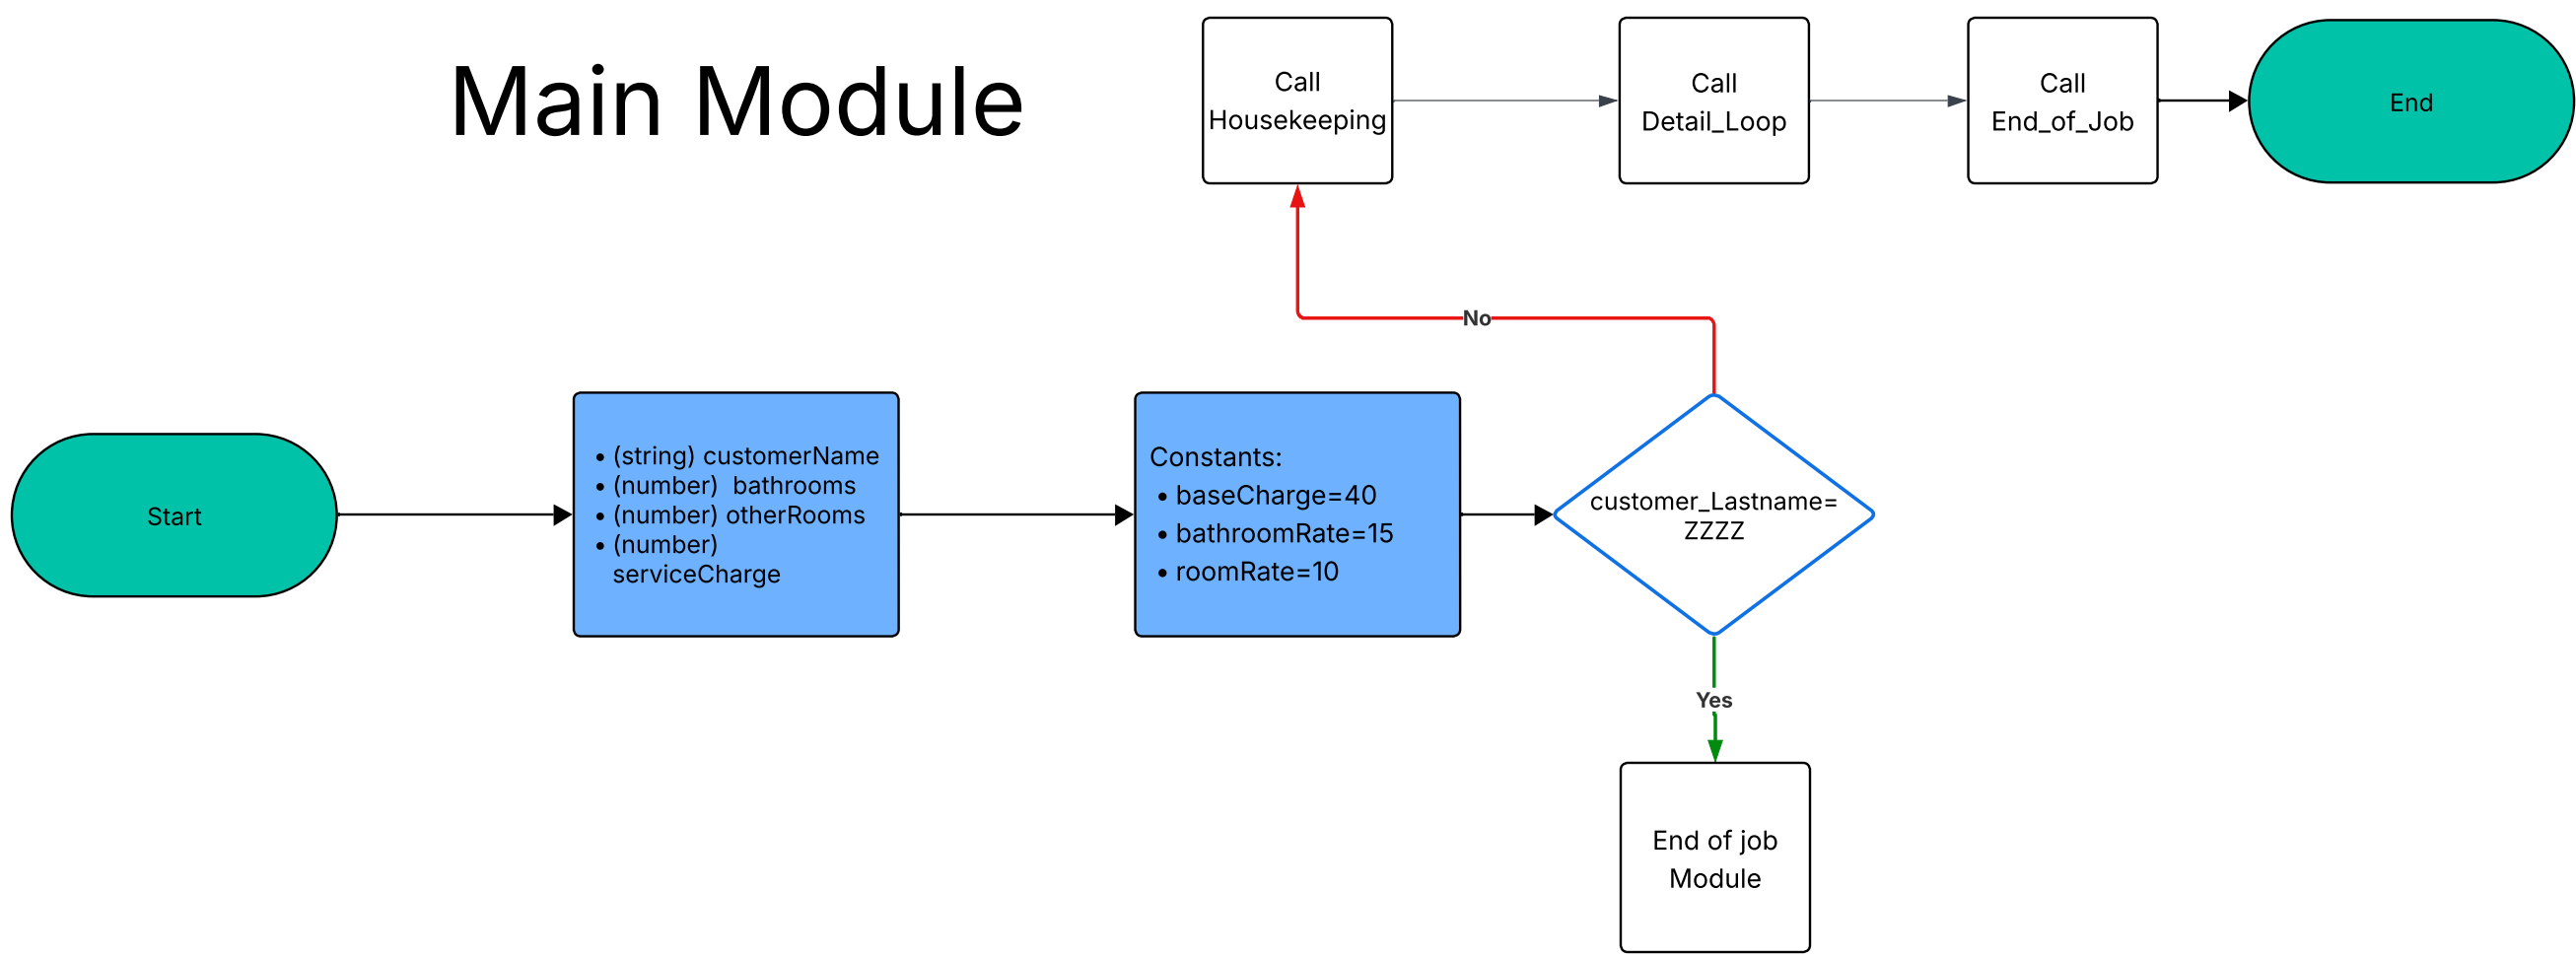 Main Module
Call
Housekeeping
Call
Detail_Loop
Call
End_of_Job
End
No
Start
• (string) customerName
• (number)  bathrooms
• (number) otherRooms
• (number)
serviceCharge
Constants:
• baseCharge=40
• bathroomRate=15
• roomRate=10
customer_Lastname=
ZZZZ
Yes
End of job
Module